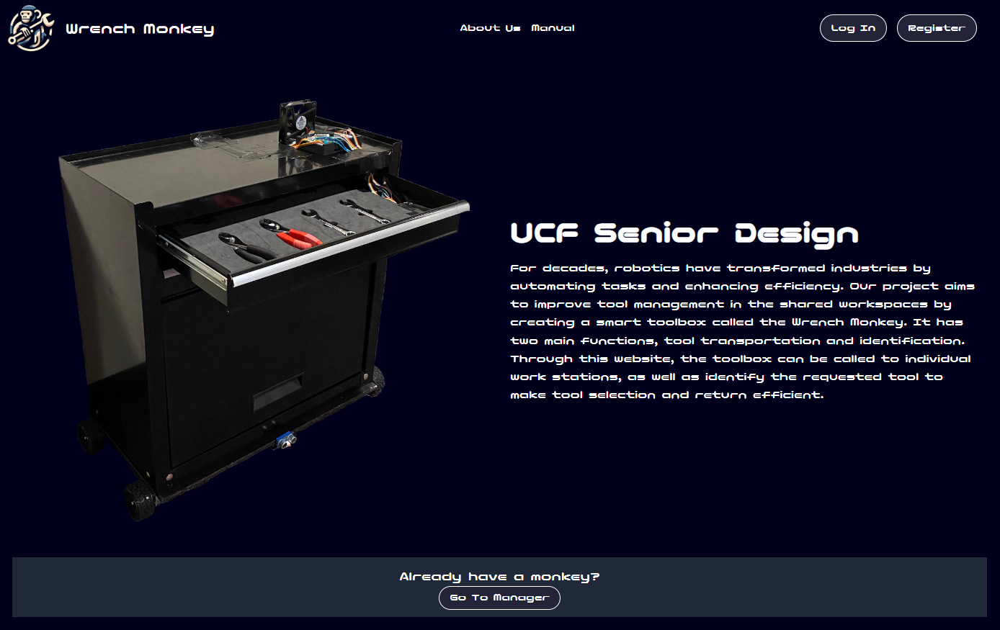 Wrench Monkey
About Us Manual
Log In Register
UCF Senior Design
For decades, robotics have transformed industries by
automating tasks and enhancing efficiency. Our project aims
to improve tool management in the shared workspaces by
creating a smart toolbox called the Wrench Monkey. It has
two main functions, tool transportation and identification.
Through this website, the toolbox can be called to individual
work stations, as well as identify the requested tool to
make tool selection and return efficient.
Already have a monkey?
Go To Manager